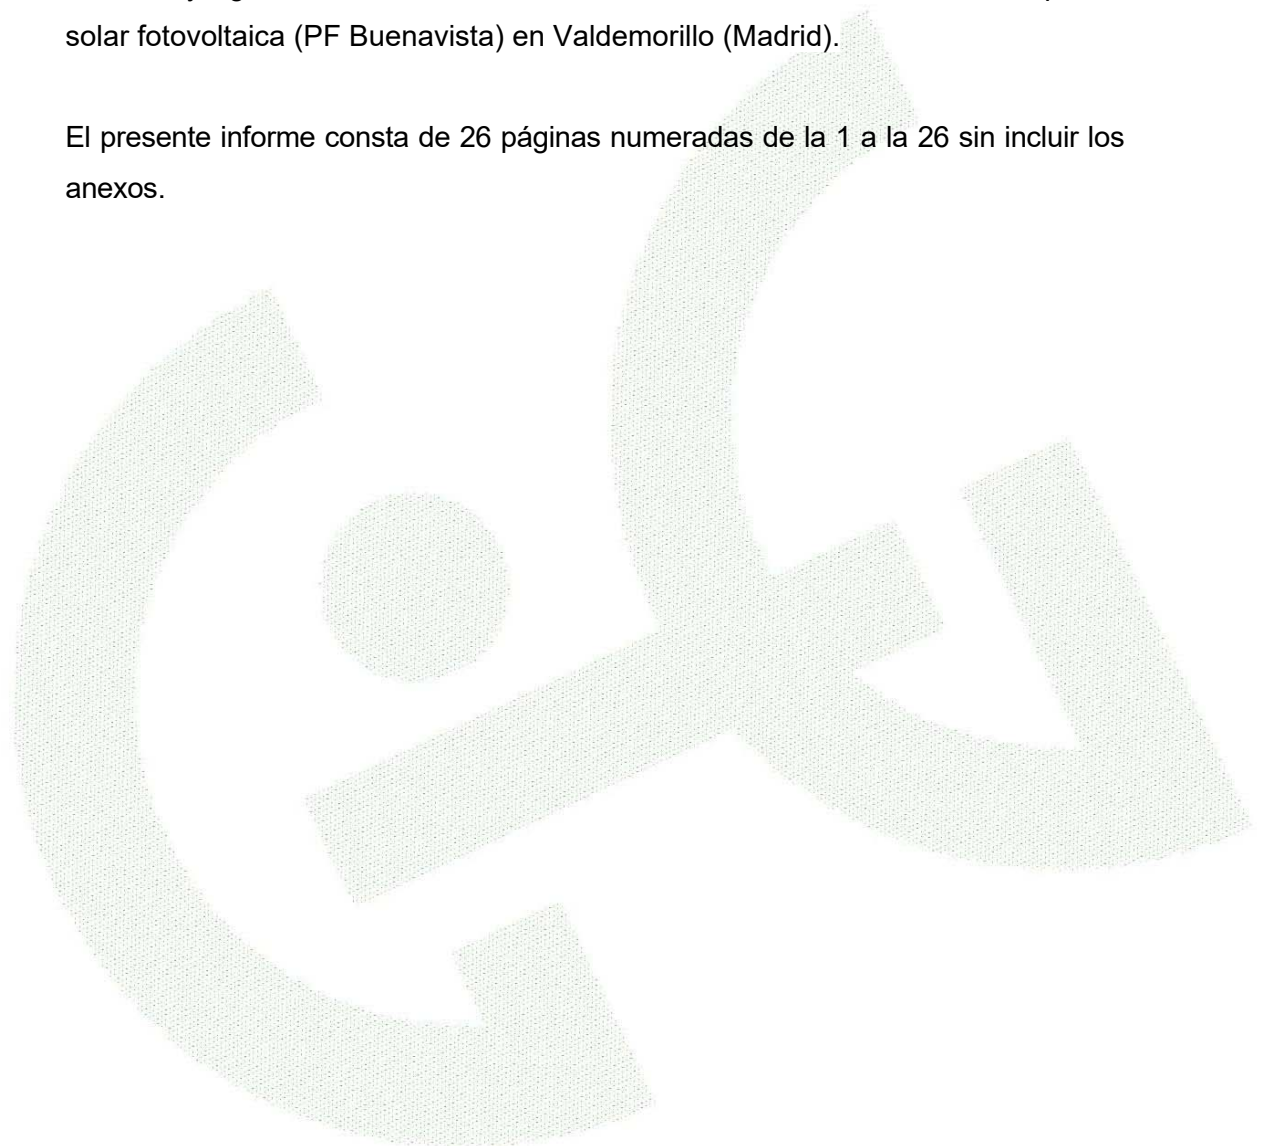 solar fotovoltaica (PF Buenavista) en Valdemorillo (Madrid).
El presente informe consta de 26 páginas numeradas de la 1 a la 26 sin incluir los
anexos.